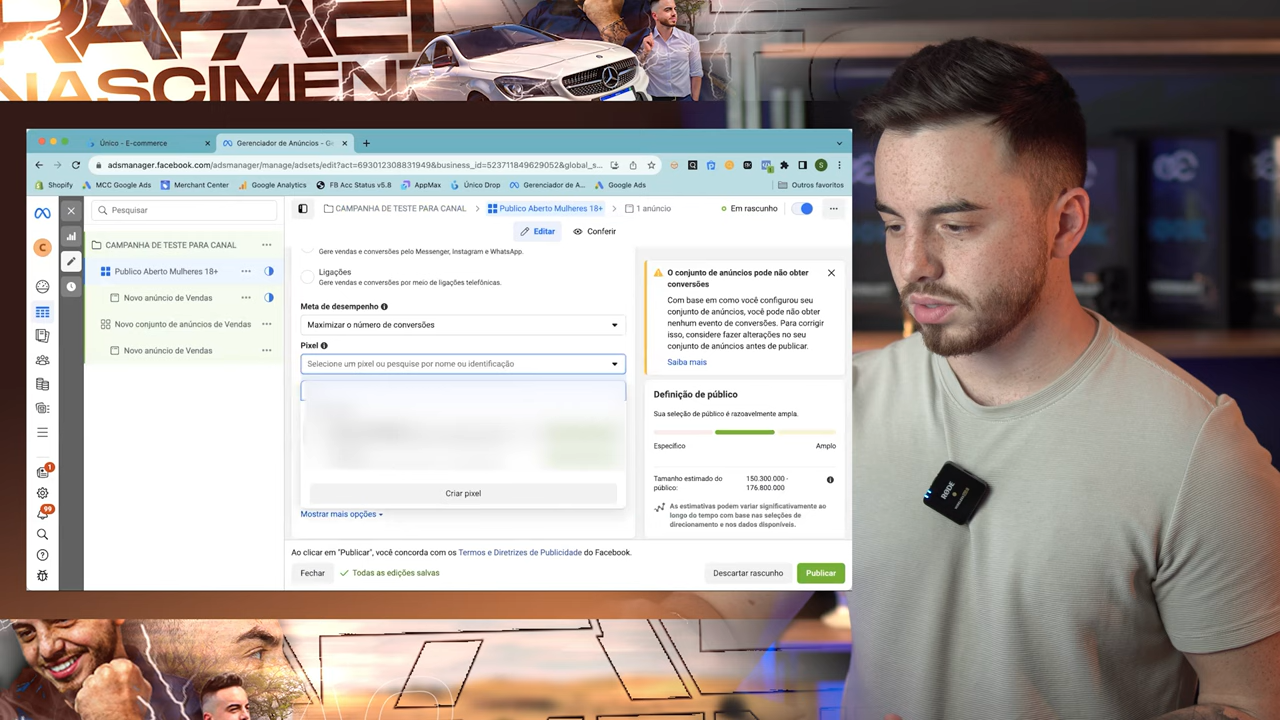 RAFAEL
NASCIMEN
Único - E-commerce
Gerenciador de Anúncios - Ge
adsmanager.facebook.com/adsmanager/manage/adsets/edit?act=693012308831949&business_id=523711849629052&global_s...
Shopify
MCC Google Ads
Merchant Center
Google Analytics
FB Acc Status v5.8
AppMax
Único Drop
Gerenciador de A...
Google Ads
Outros favoritos
Pesquisar
CAMPANHA DE TESTE PARA CANAL
Publico Aberto Mulheres 18+
1 anúncio
Em rascunho
Editar
Conferir
C
CAMPANHA DE TESTE PARA CANAL
Publico Aberto Mulheres 18+
Novo anúncio de Vendas
Novo conjunto de anúncios de Vendas
Novo anúncio de Vendas
1
99
Gere vendas e conversões pelo Messenger, Instagram e WhatsApp.
Ligações
Gere vendas e conversões por meio de ligações telefônicas.
Meta de desempenho
Maximizar o número de conversões
Pixel
Selecione um pixel ou pesquise por nome ou identificação
Criar pixel
Mostrar mais opções
O conjunto de anúncios pode não obter
conversões
Com base em como você configurou seu
conjunto de anúncios, você pode não obter
nenhum evento de conversões. Para corrigir
isso, considere fazer alterações no seu
conjunto de anúncios antes de publicar.
Saiba mais
Definição de público
Sua seleção de público é razoavelmente ampla.
Específico
Amplo
Tamanho estimado do
público:
150.300.000 -
176.800.000
As estimativas podem variar significativamente ao
longo do tempo com base nas seleções de
direcionamento e nos dados disponíveis.
Ao clicar em "Publicar", você concorda com os Termos e Diretrizes de Publicidade do Facebook.
Fechar
Todas as edições salvas
Descartar rascunho
Publicar
RØDE